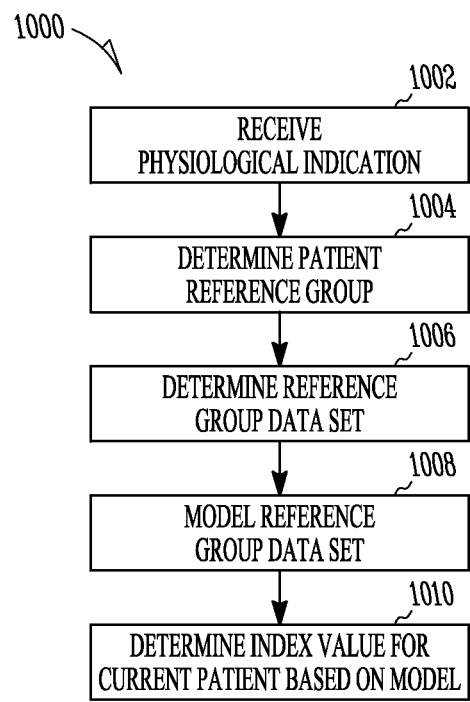 1000
1002
RECEIVE
PHYSIOLOGICAL INDICATION
1004
DETERMINE PATIENT
REFERENCE GROUP
1006
DETERMINE REFERENCE
GROUP DATA SET
1008
MODEL REFERENCE
GROUP DATA SET
1010
DETERMINE INDEX VALUE FOR
CURRENT PATIENT BASED ON MODEL